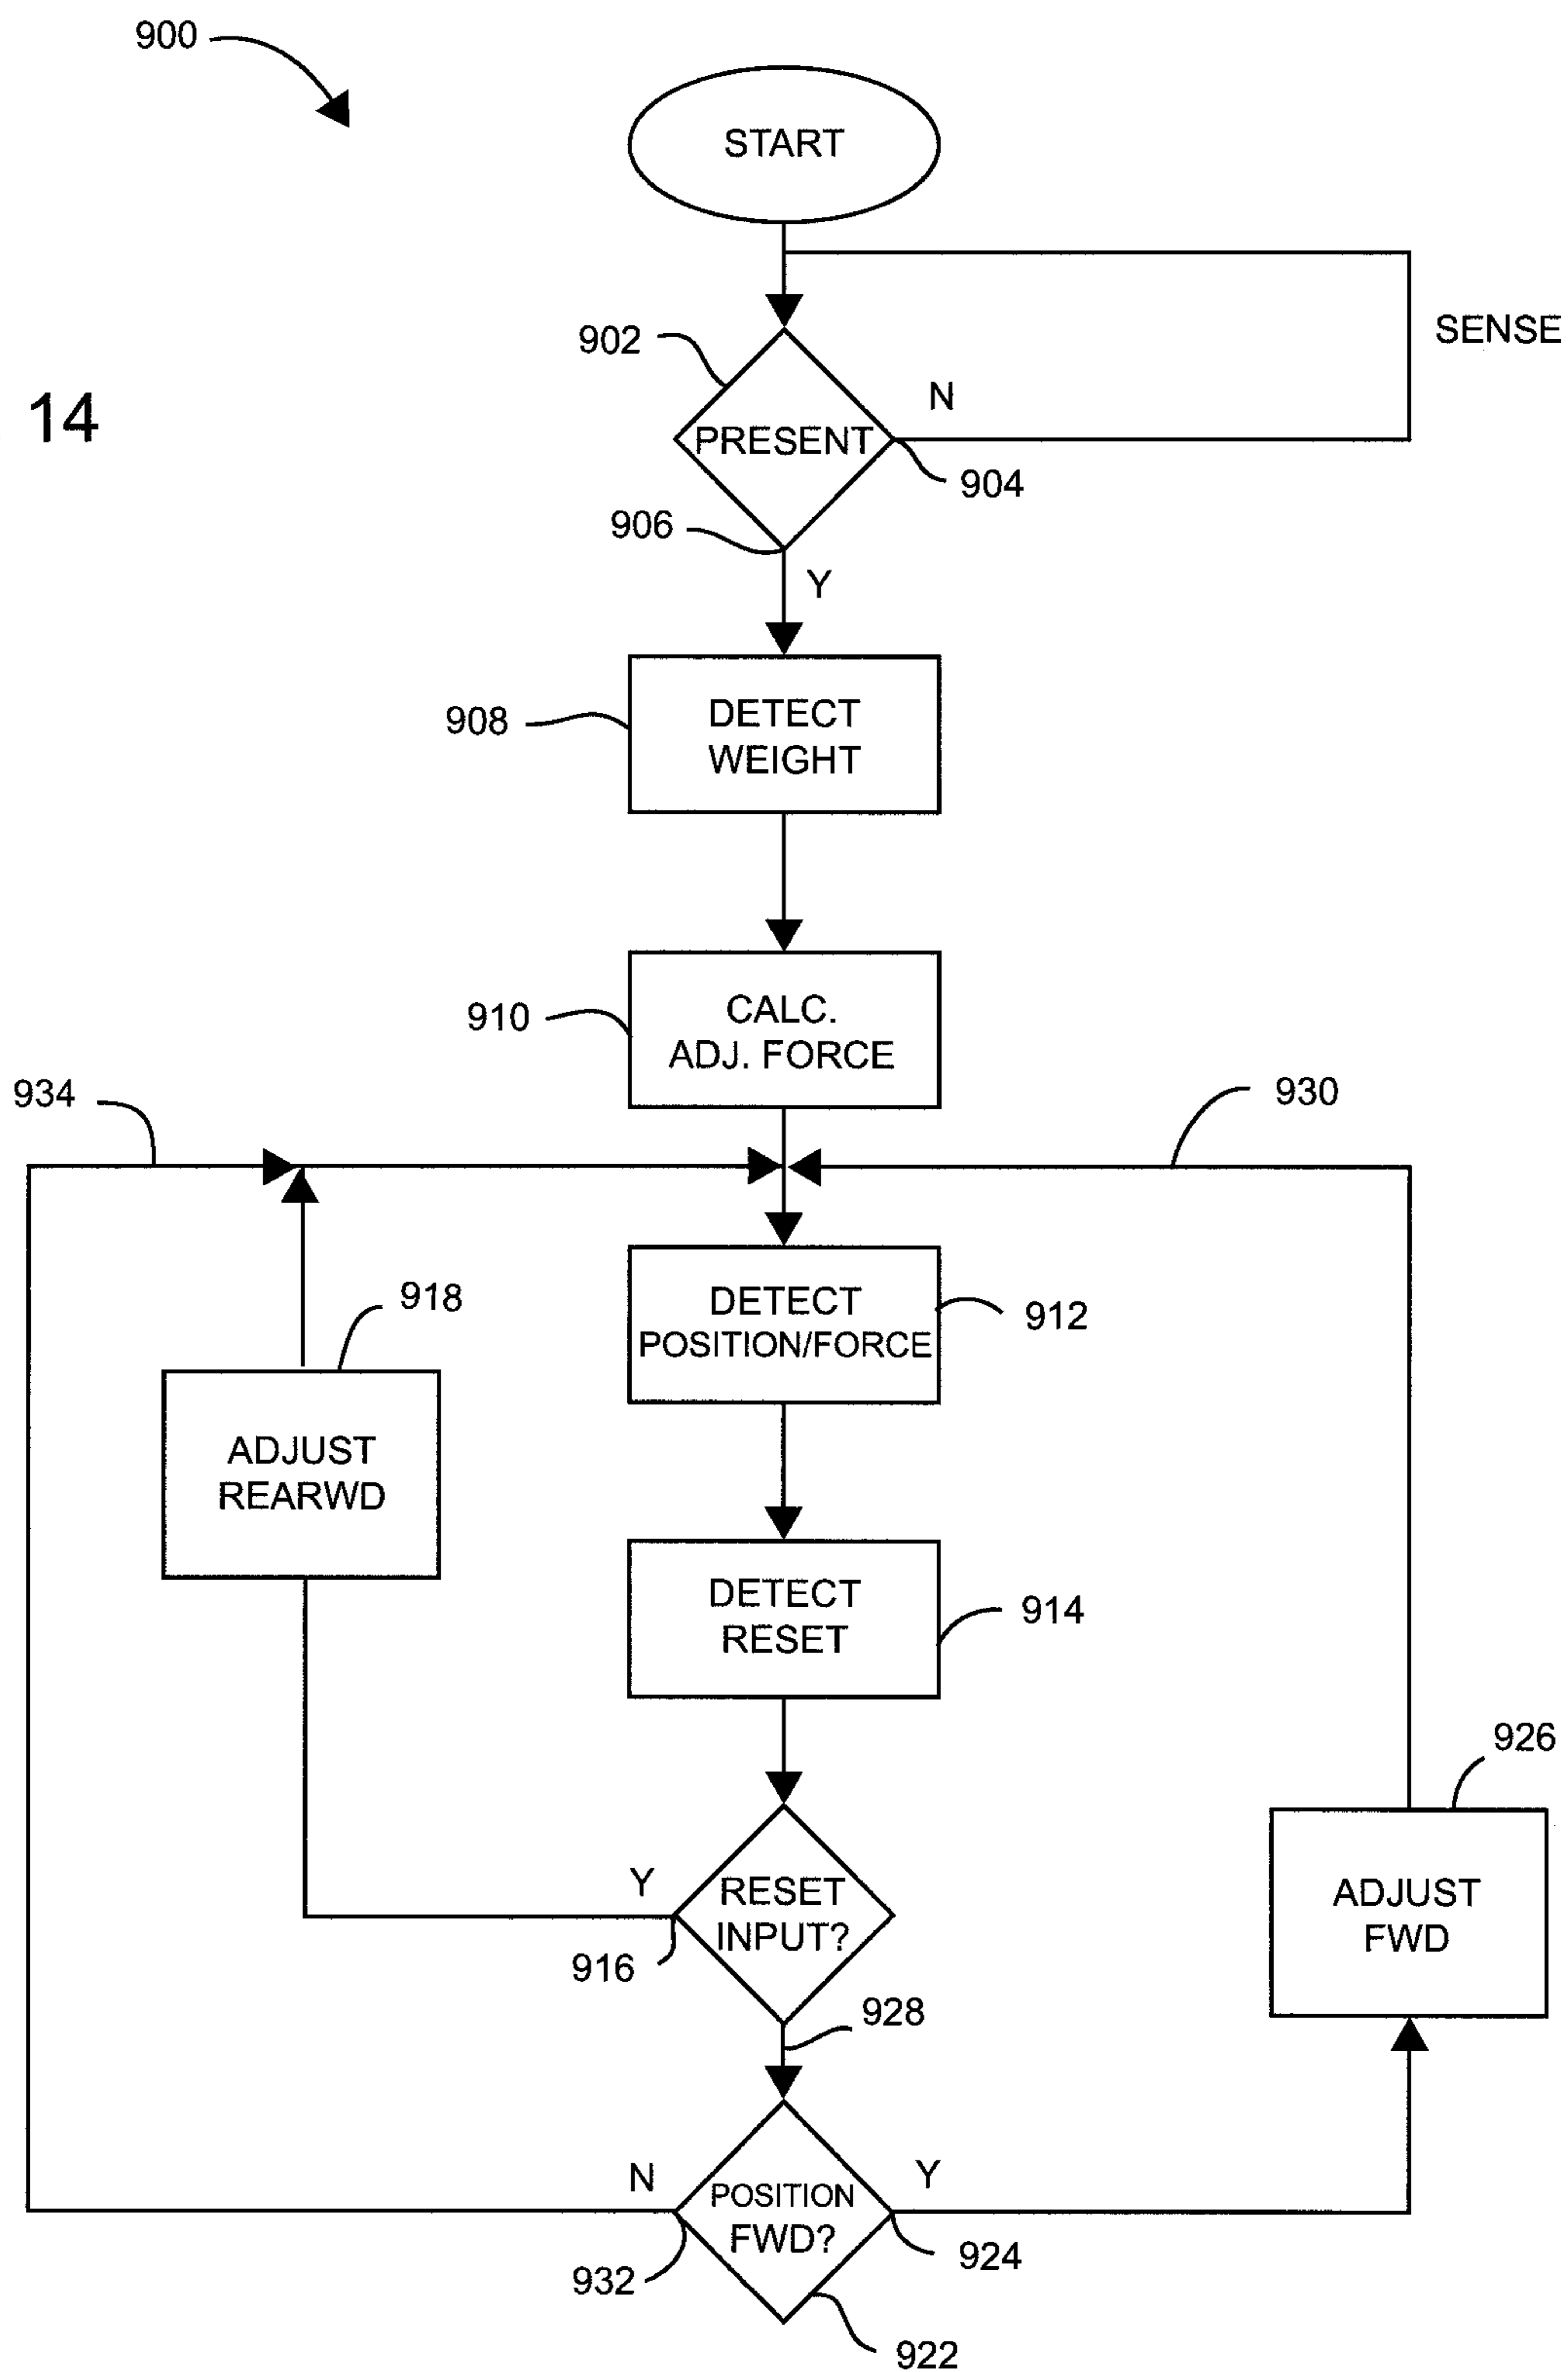 900
START
SENSE
902
N
14
PRESENT
904
906
Y
908
DETECT
WEIGHT
910
CALC.
ADJ. FORCE
934
930
918
DETECT
POSITION/FORCE
912
ADJUST
REARWD
DETECT
RESET
914
926
Y
RESET
INPUT?
916
ADJUST
FWD
928
N
POSITION
FWD?
Y
932
924
922